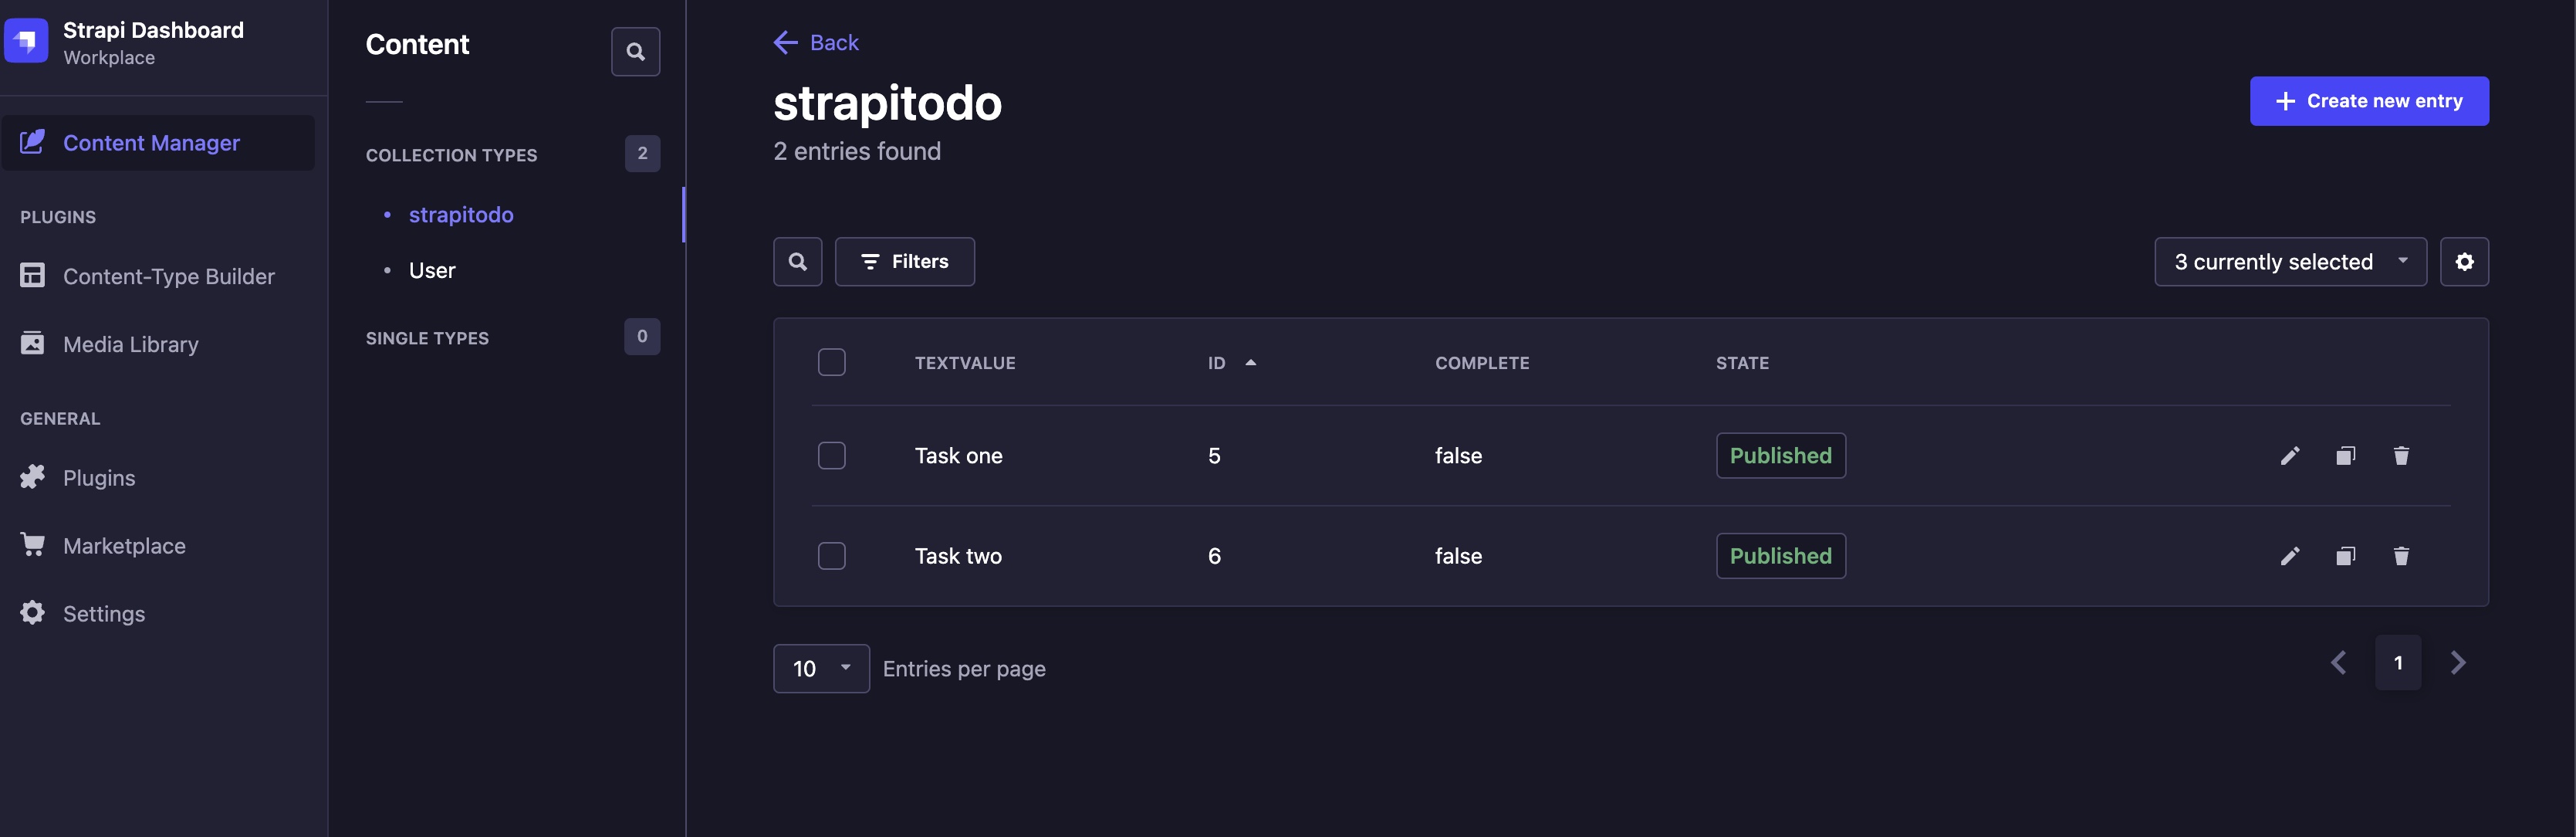 Strapi Dashboard
Workplace
Content Manager
PLUGINS
Content-Type Builder
Media Library
GENERAL
Plugins
Marketplace
Settings
Content
COLLECTION TYPES 2
strapitodo
User
SINGLE TYPES 0
Back
strapitodo
2 entries found
Create new entry
Filters
3 currently selected
TEXTVALUE ID COMPLETE STATE
Task one 5 false Published
Task two 6 false Published
10 Entries per page
1